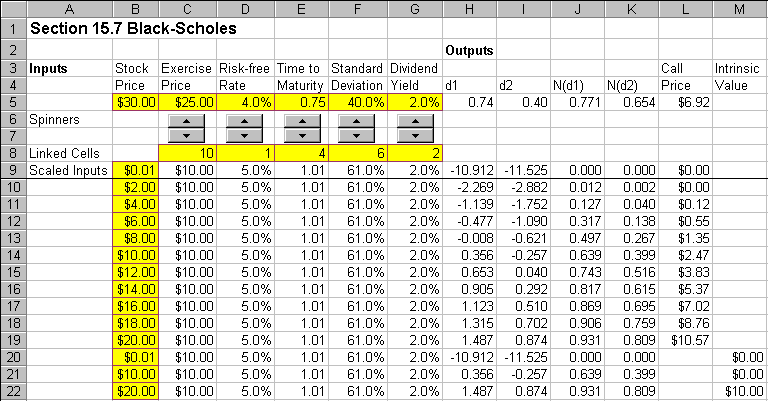 A B C D E F G H I J K L M
1 Section 15.7 Black-Scholes
2 Outputs
3 Inputs Stock Exercise Risk-free Time to Standard Dividend Call Intrinsic
4 Price Price Rate Maturity Deviation Yield d1 d2 N(d1) N(d2) Price Value
5 $30.00 $25.00 4.0% 0.75 40.0% 2.0% 0.74 0.40 0.771 0.654 $6.92
6 Spinners
7
8 Linked Cells 10 1 4 6 2
9 Scaled Inputs $0.01 $10.00 5.0% 1.01 61.0% 2.0% -10.912 -11.525 0.000 0.000 $0.00
10 $2.00 $10.00 5.0% 1.01 61.0% 2.0% -2.269 -2.882 0.012 0.002 $0.00
11 $4.00 $10.00 5.0% 1.01 61.0% 2.0% -1.139 -1.752 0.127 0.040 $0.12
12 $6.00 $10.00 5.0% 1.01 61.0% 2.0% -0.477 -1.090 0.317 0.138 $0.55
13 $8.00 $10.00 5.0% 1.01 61.0% 2.0% -0.008 -0.621 0.497 0.267 $1.35
14 $10.00 $10.00 5.0% 1.01 61.0% 2.0% 0.356 -0.257 0.639 0.399 $2.47
15 $12.00 $10.00 5.0% 1.01 61.0% 2.0% 0.653 0.040 0.743 0.516 $3.83
16 $14.00 $10.00 5.0% 1.01 61.0% 2.0% 0.905 0.292 0.817 0.615 $5.37
17 $16.00 $10.00 5.0% 1.01 61.0% 2.0% 1.123 0.510 0.869 0.695 $7.02
18 $18.00 $10.00 5.0% 1.01 61.0% 2.0% 1.315 0.702 0.906 0.759 $8.76
19 $20.00 $10.00 5.0% 1.01 61.0% 2.0% 1.487 0.874 0.931 0.809 $10.57
20 $0.01 $10.00 5.0% 1.01 61.0% 2.0% -10.912 -11.525 0.000 0.000 $0.00
21 $10.00 $10.00 5.0% 1.01 61.0% 2.0% 0.356 -0.257 0.639 0.399 $0.00
22 $20.00 $10.00 5.0% 1.01 61.0% 2.0% 1.487 0.874 0.931 0.809 $10.00